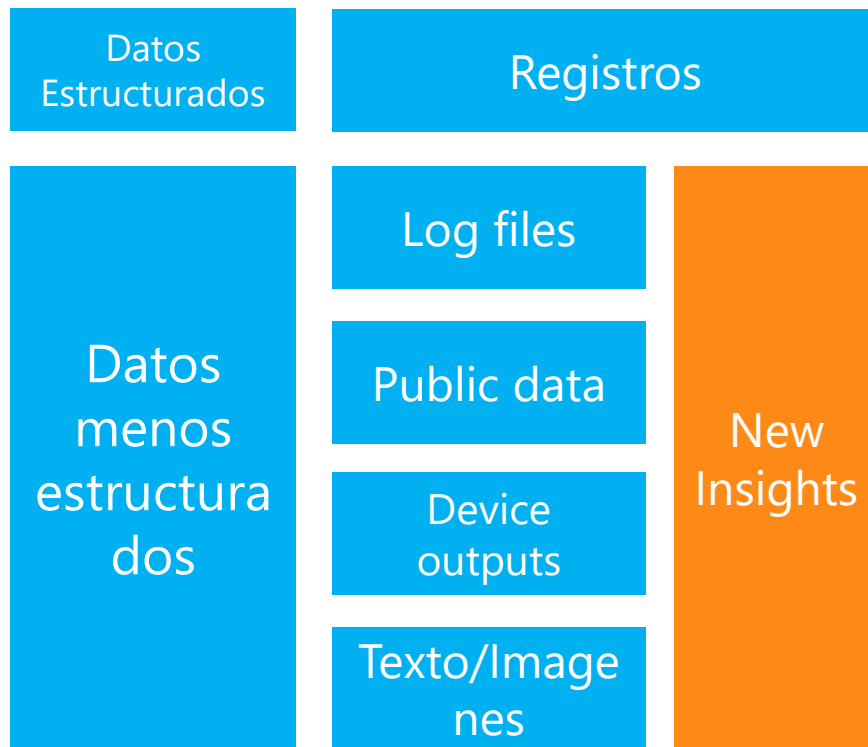 Datos
Estructurados
Registros
Datos
menos
estructura
dos
Log files
Public data
Device
outputs
Texto/Image
nes
New
Insights